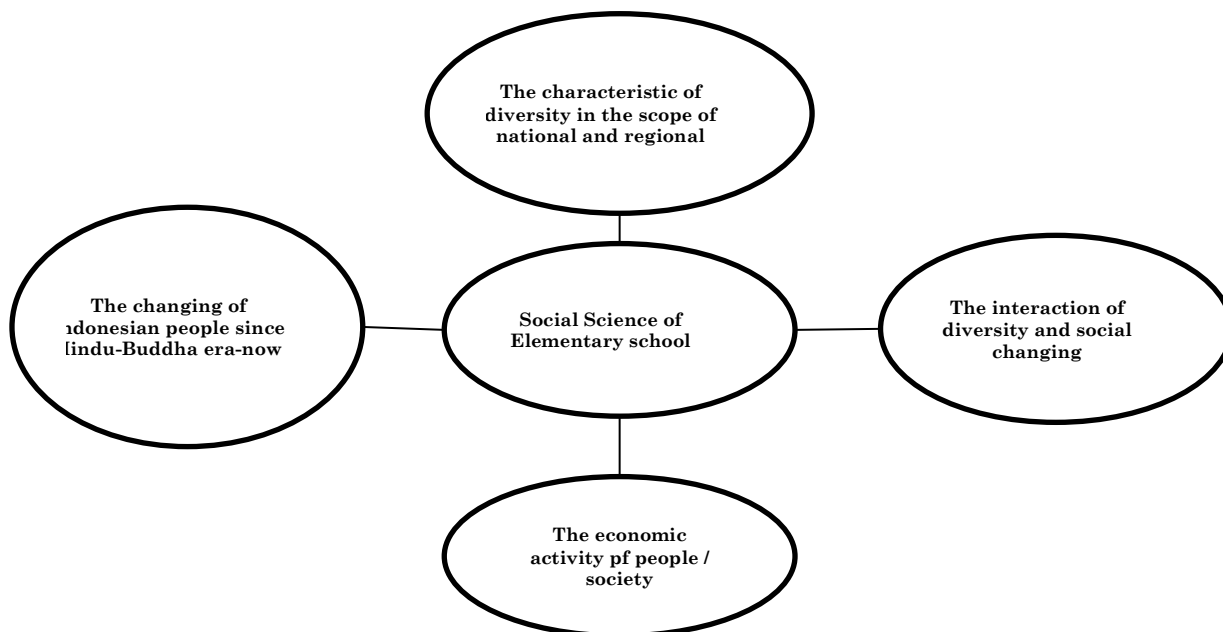 The characteristic of
diversity in the scope of
national and regional
The changing of
ndonesian people since
Hindu-Buddha era-now
Social Science of
Elementary school
The interaction of
diversity and social
changing
The economic
activity pf people /
society